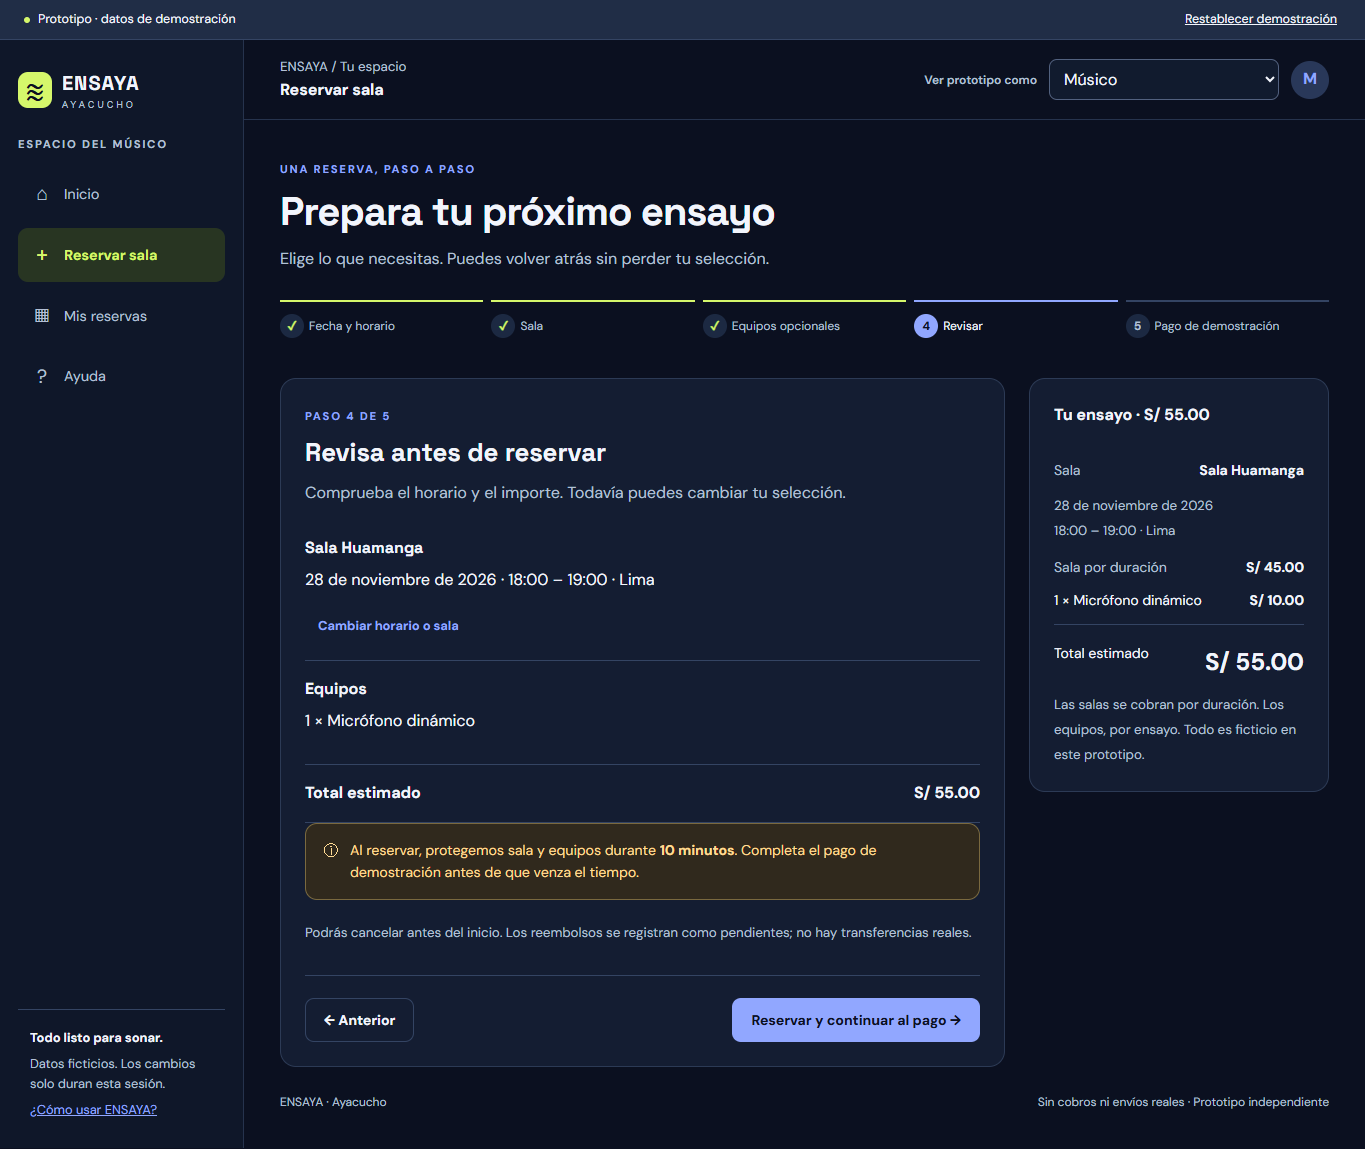 Prototipo · datos de demostración
Restablecer demostración
ENSAYA
AYACUCHO
ESPACIO DEL MÚSICO
Inicio
+ Reservar sala
Mis reservas
? Ayuda
Todo listo para sonar.
Datos ficticios. Los cambios
solo duran esta sesión.
¿Cómo usar ENSAYA?
ENSAYA / Tu espacio
Reservar sala
Ver prototipo como
Músico
M
UNA RESERVA, PASO A PASO
Prepara tu próximo ensayo
Elige lo que necesitas. Puedes volver atrás sin perder tu selección.
✓ Fecha y horario
✓ Sala
✓ Equipos opcionales
4 Revisar
5 Pago de demostración
PASO 4 DE 5
Revisa antes de reservar
Comprueba el horario y el importe. Todavía puedes cambiar tu selección.
Sala Huamanga
28 de noviembre de 2026 · 18:00 – 19:00 · Lima
Cambiar horario o sala
Equipos
1 × Micrófono dinámico
Total estimado S/ 55.00
ⓘ Al reservar, protegemos sala y equipos durante 10 minutos. Completa el pago de
demostración antes de que venza el tiempo.
Podrás cancelar antes del inicio. Los reembolsos se registran como pendientes; no hay transferencias reales.
← Anterior
Reservar y continuar al pago →
Tu ensayo · S/ 55.00
Sala Sala Huamanga
28 de noviembre de 2026
18:00 – 19:00 · Lima
Sala por duración S/ 45.00
1 × Micrófono dinámico S/ 10.00
Total estimado S/ 55.00
Las salas se cobran por duración. Los
equipos, por ensayo. Todo es ficticio en
este prototipo.
ENSAYA · Ayacucho
Sin cobros ni envíos reales · Prototipo independiente